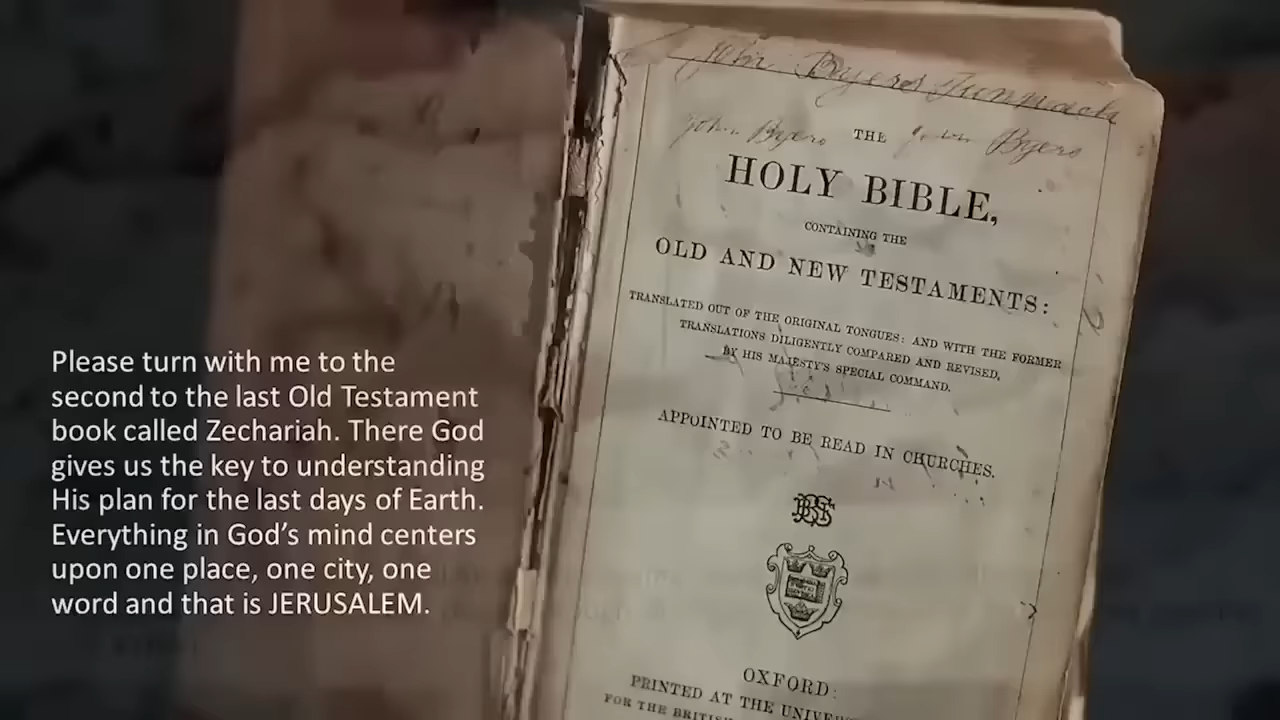 Please turn with me to the
second to the last Old Testament
book called Zechariah. There God
gives us the key to understanding
His plan for the last days of Earth.
Everything in God’s mind centers
upon one place, one city, one
word and that is JERUSALEM.
John Byers
John Byers THE John Byers
HOLY BIBLE,
CONTAINING THE
OLD AND NEW TESTAMENTS:
TRANSLATED OUT OF THE ORIGINAL TONGUES: AND WITH THE FORMER
TRANSLATIONS DILIGENTLY COMPARED AND REVISED,
BY HIS MAJESTY'S SPECIAL COMMAND.
APPOINTED TO BE READ IN CHURCHES.
OXFORD:
PRINTED AT THE
FOR THE